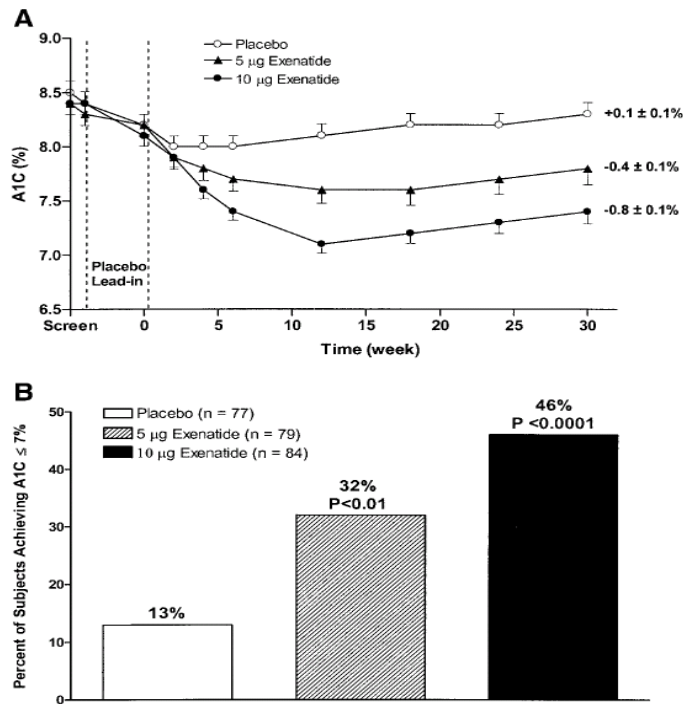 A
9.0
8.5
8.0
7.5
7.0
6.5
A1C (%)
Placebo
5 µg Exenatide
10 µg Exenatide
+0.1 ± 0.1%
-0.4 ± 0.1%
-0.8 ± 0.1%
Placebo
Lead-in
Screen 0 5 10 15 20 25 30
Time (week)
B
50
40
30
20
10
0
Percent of Subjects Achieving A1C ≤ 7%
Placebo (n = 77)
5 µg Exenatide (n = 79)
10 µg Exenatide (n = 84)
13%
32%
P<0.01
46%
P <0.0001